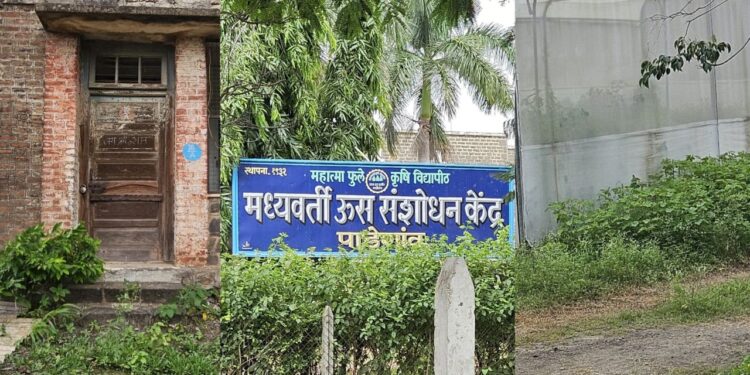 स्थापना. १९३२
महात्मा फुले कृषि विद्यापीठ
मध्यवर्ती ऊस संशोधन केंद्र
पाडेगांव